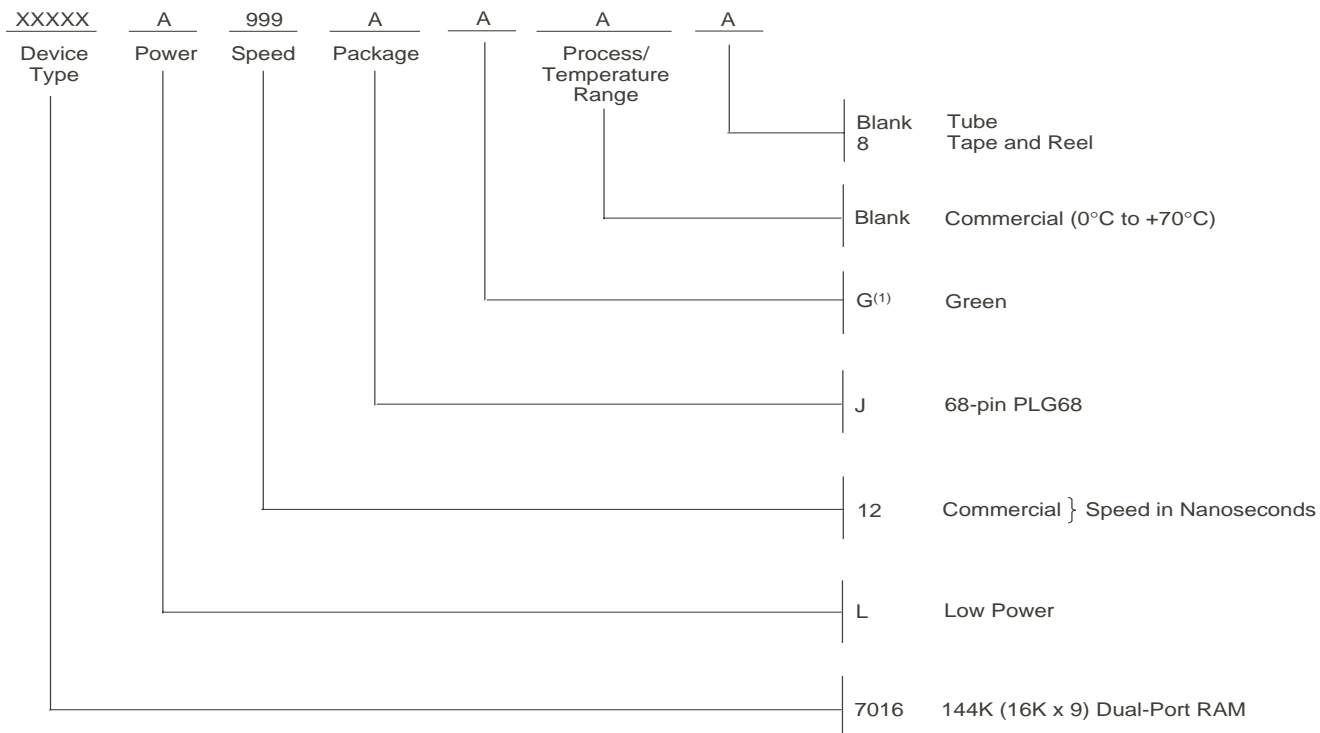 XXXXX A 999 A A A A
Device Type
Power
Speed
Package
Process/
Temperature
Range
Blank Tube
8 Tape and Reel
Blank Commercial (0°C to +70°C)
G(1) Green
J 68-pin PLG68
12 Commercial } Speed in Nanoseconds
L Low Power
7016 144K (16K x 9) Dual-Port RAM